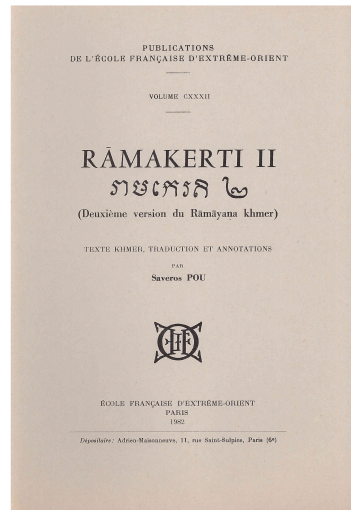 PUBLICATIONS
DE L'ÉCOLE FRANÇAISE D'EXTRÊME-ORIENT
VOLUME CXXXII
RĀMAKERTI II
រាមកេរតិ ២
(Deuxième version du Rāmāyaṇa khmer)
TEXTE KHMER, TRADUCTION ET ANNOTATIONS
PAR
Saveros POU
ÉCOLE FRANÇAISE D'EXTRÊME-ORIENT
PARIS
1982
Dépositaire: Adrien-Maisonneuve, 11, rue Saint-Sulpice, Paris (6ᵉ)